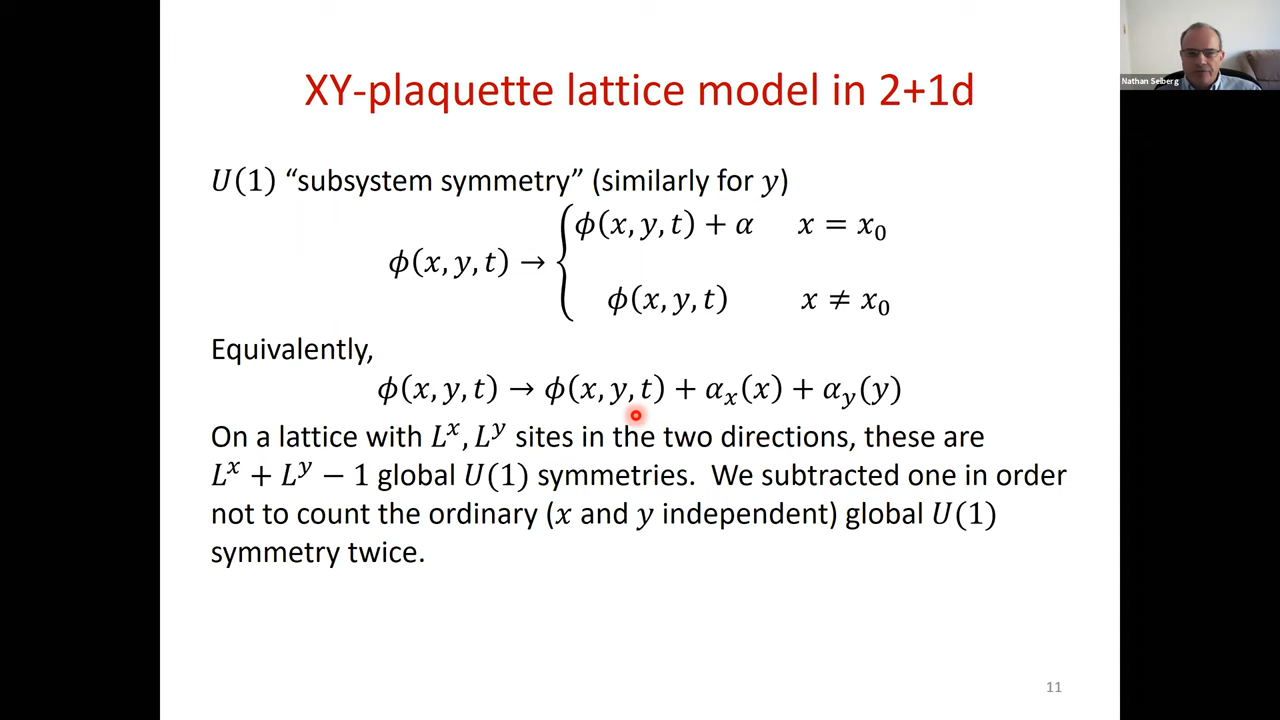 XY-plaquette lattice model in 2+1d
Nathan Seiberg
U(1) “subsystem symmetry” (similarly for y)
ϕ(x, y, t) + α x = x₀
ϕ(x, y, t) →
ϕ(x, y, t) x ≠ x₀
Equivalently,
ϕ(x, y, t) → ϕ(x, y, t) + αₓ(x) + α_y(y)
On a lattice with Lˣ, Lʸ sites in the two directions, these are
Lˣ + Lʸ − 1 global U(1) symmetries. We subtracted one in order
not to count the ordinary (x and y independent) global U(1)
symmetry twice.
11